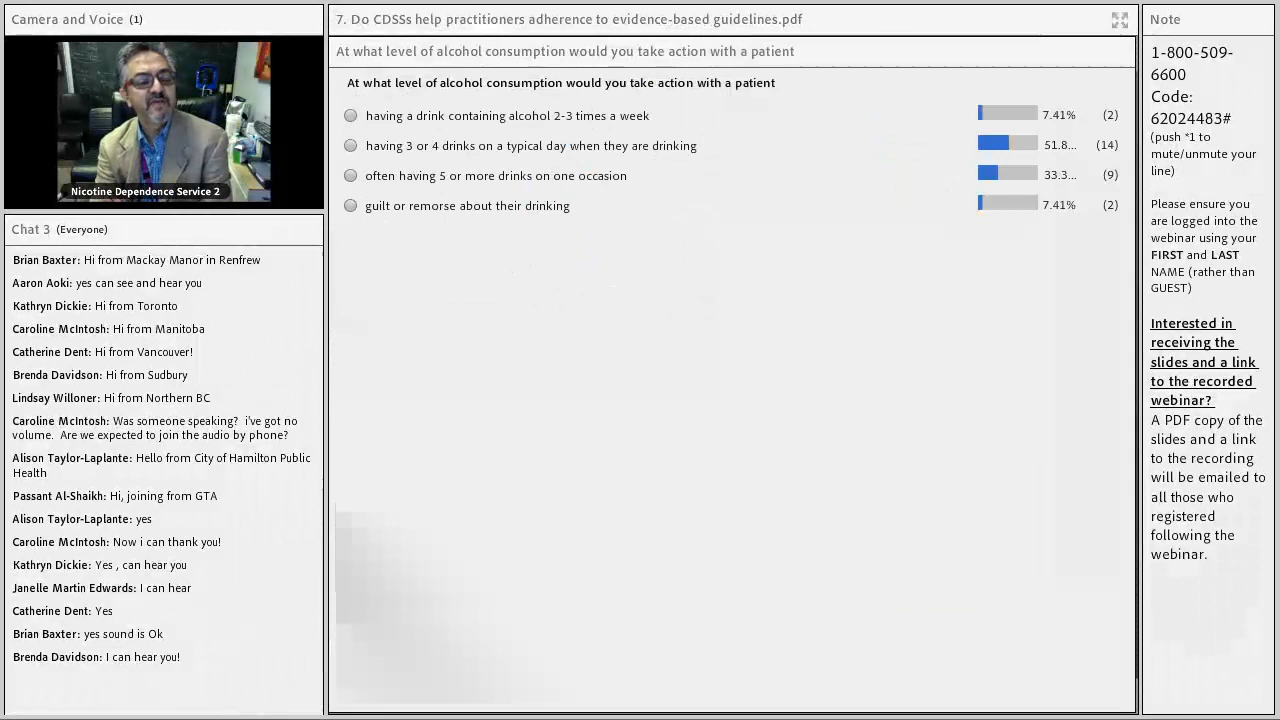 Camera and Voice (1)
Nicotine Dependence Service 2
Chat 3 (Everyone)
Brian Baxter: Hi from Mackay Manor in Renfrew
Aaron Aoki: yes can see and hear you
Kathryn Dickie: Hi from Toronto
Caroline McIntosh: Hi from Manitoba
Catherine Dent: Hi from Vancouver!
Brenda Davidson: Hi from Sudbury
Lindsay Willoner: Hi from Northern BC
Caroline McIntosh: Was someone speaking? i've got no
volume. Are we expected to join the audio by phone?
Alison Taylor-Laplante: Hello from City of Hamilton Public
Health
Passant Al-Shaikh: Hi, joining from GTA
Alison Taylor-Laplante: yes
Caroline McIntosh: Now i can thank you!
Kathryn Dickie: Yes , can hear you
Janelle Martin Edwards: I can hear
Catherine Dent: Yes
Brian Baxter: yes sound is Ok
Brenda Davidson: I can hear you!
7. Do CDSSs help practitioners adherence to evidence-based guidelines.pdf
At what level of alcohol consumption would you take action with a patient
At what level of alcohol consumption would you take action with a patient
having a drink containing alcohol 2-3 times a week 7.41% (2)
having 3 or 4 drinks on a typical day when they are drinking 51.8... (14)
often having 5 or more drinks on one occasion 33.3... (9)
guilt or remorse about their drinking 7.41% (2)
Note
1-800-509-
6600
Code:
62024483#
(push *1 to
mute/unmute your
line)
Please ensure you
are logged into the
webinar using your
FIRST and LAST
NAME (rather than
GUEST)
Interested in
receiving the
slides and a link
to the recorded
webinar?
A PDF copy of the
slides and a link
to the recording
will be emailed to
all those who
registered
following the
webinar.